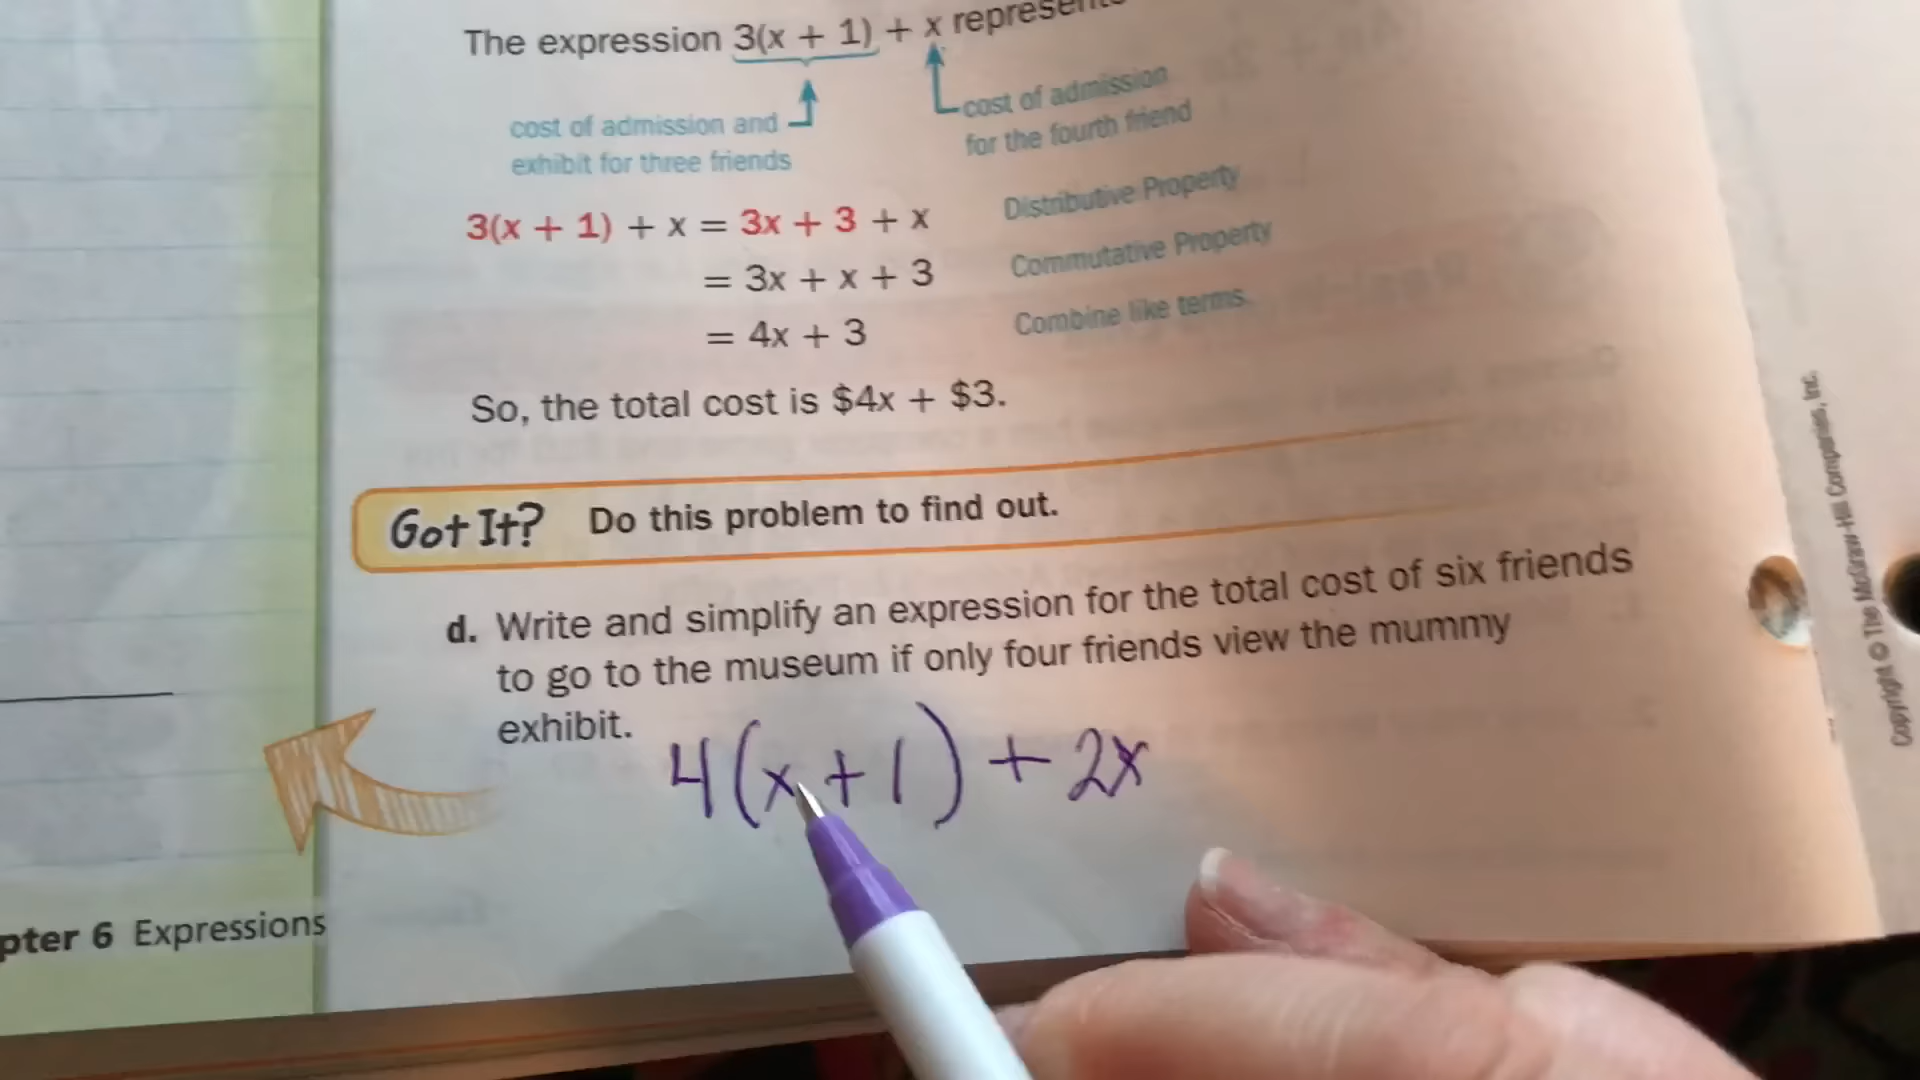 The expression 3(x + 1) + x
cost of admission and
exhibit for three friends
cost of admission
for the fourth friend
3(x + 1) + x = 3x + 3 + x Distributive Property
= 3x + x + 3 Commutative Property
= 4x + 3 Combine like terms.
So, the total cost is $4x + $3.
Got It? Do this problem to find out.
d. Write and simplify an expression for the total cost of six friends
to go to the museum if only four friends view the mummy
exhibit.
4(x+1)+2x
6 Expressions
Copyright © The McGraw-Hill Companies, Inc.